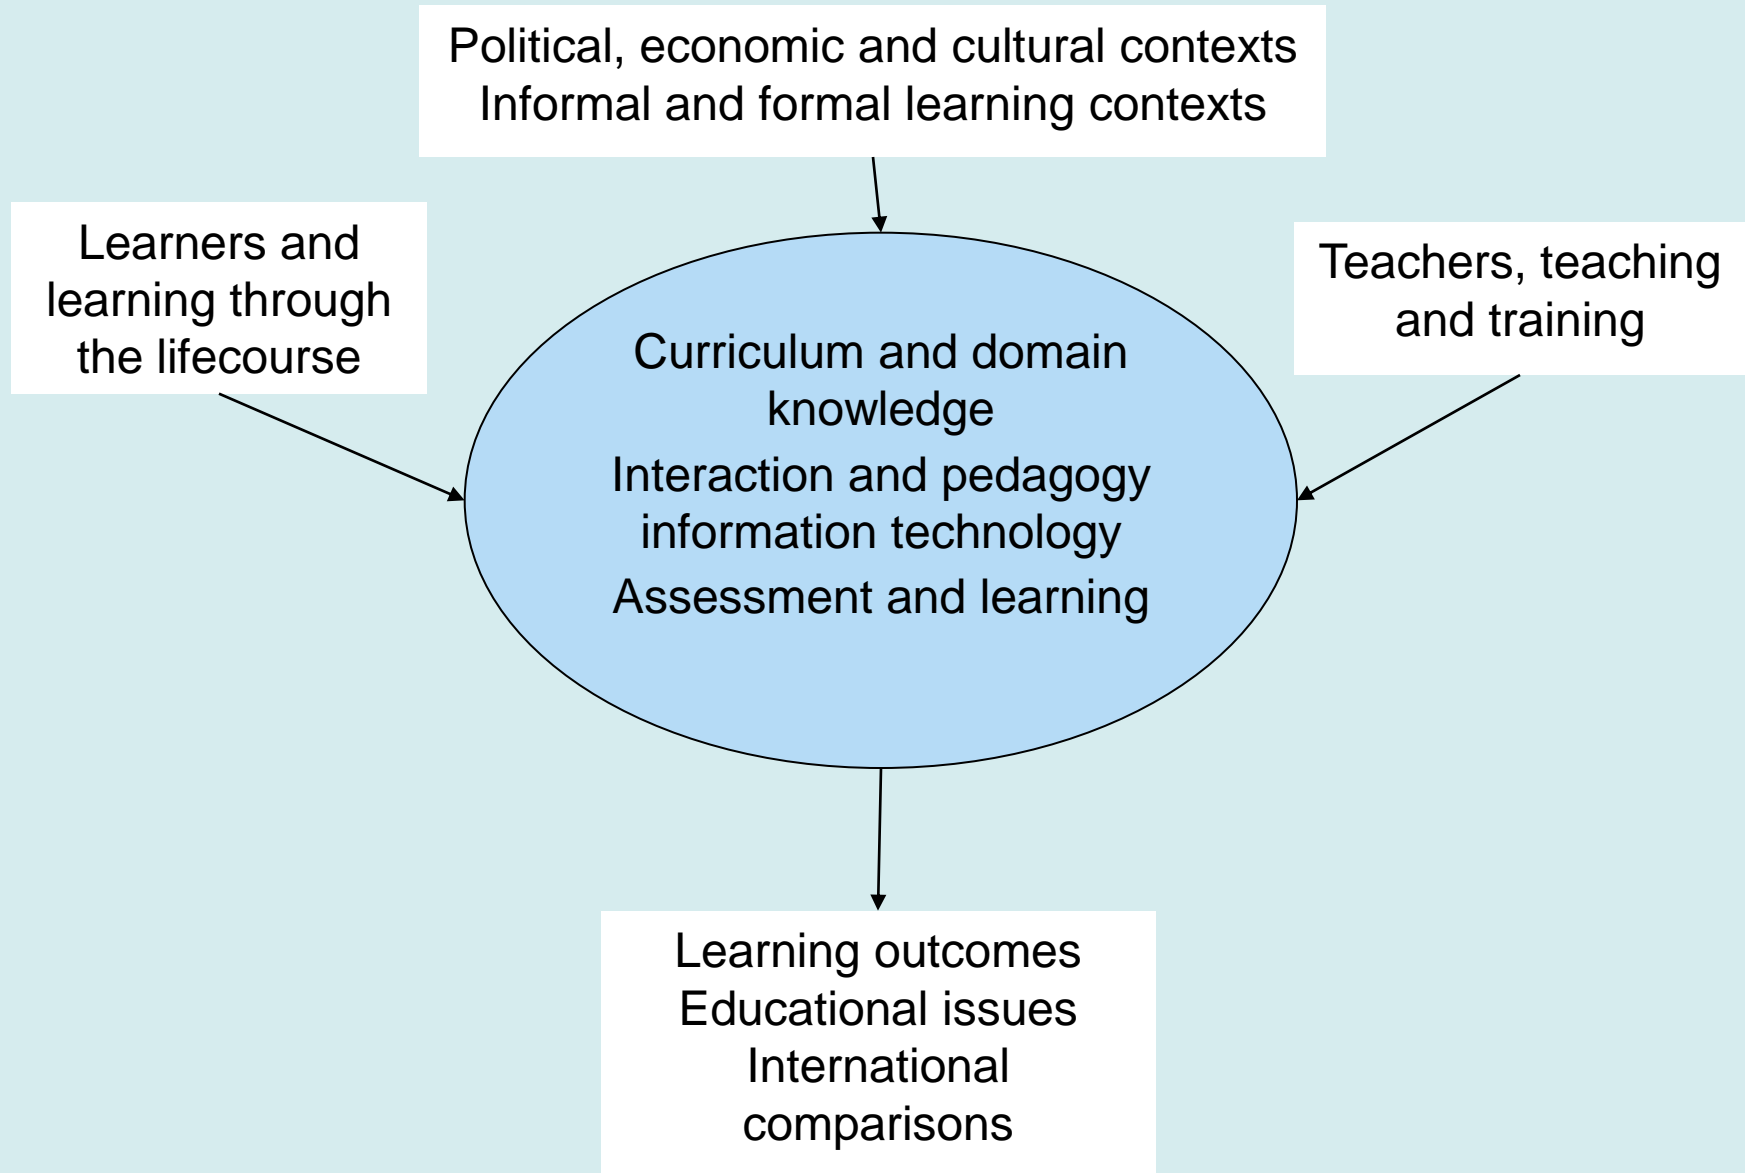 Political, economic and cultural contexts
Informal and formal learning contexts
Learners and
learning through
the lifecourse
Teachers, teaching
and training
Curriculum and domain
knowledge
Interaction and pedagogy
information technology
Assessment and learning
Learning outcomes
Educational issues
International
comparisons